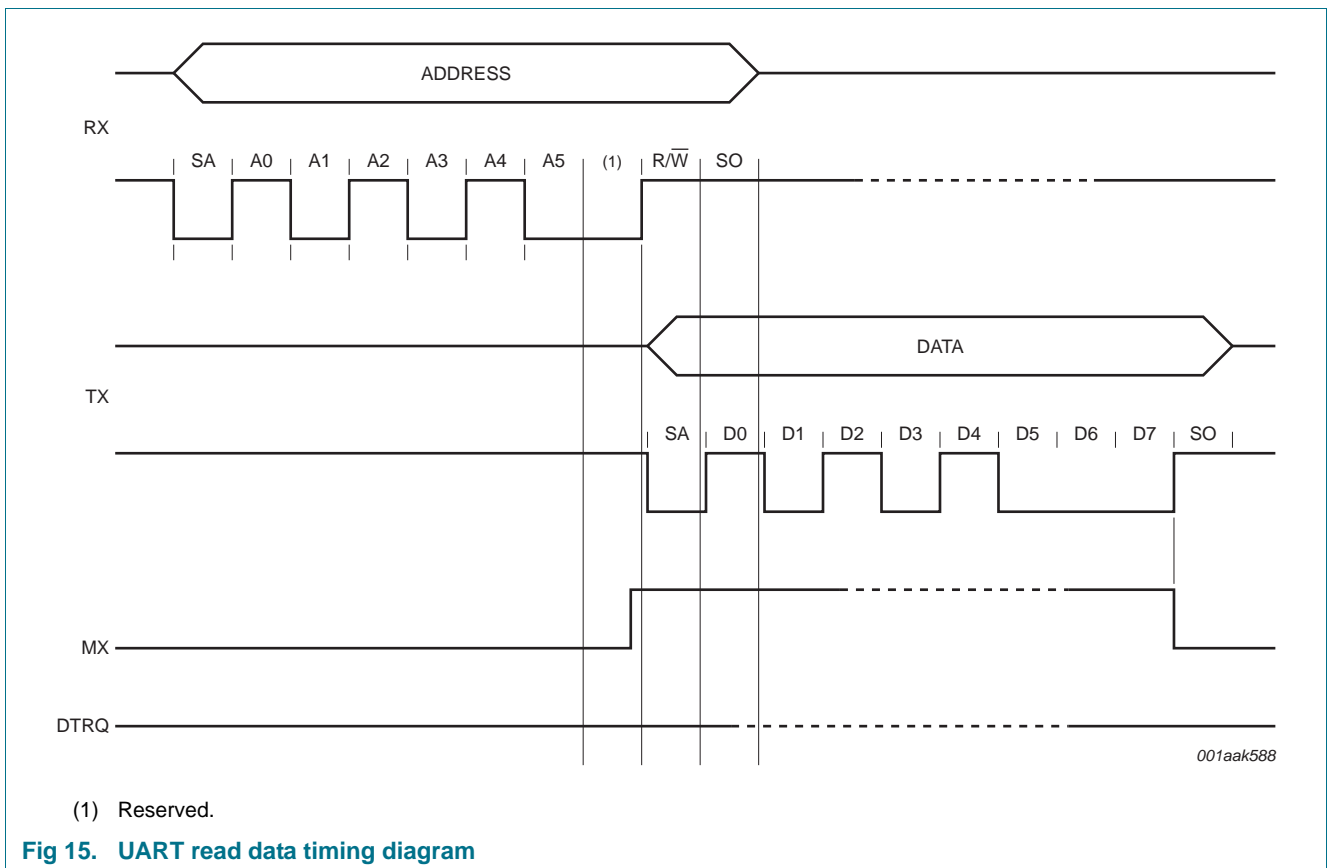 ADDRESS
RX
SA A0 A1 A2 A3 A4 A5 (1) R/W̅ SO
DATA
TX
SA D0 D1 D2 D3 D4 D5 D6 D7 SO
MX
DTRQ
001aak588
(1) Reserved.
Fig 15. UART read data timing diagram